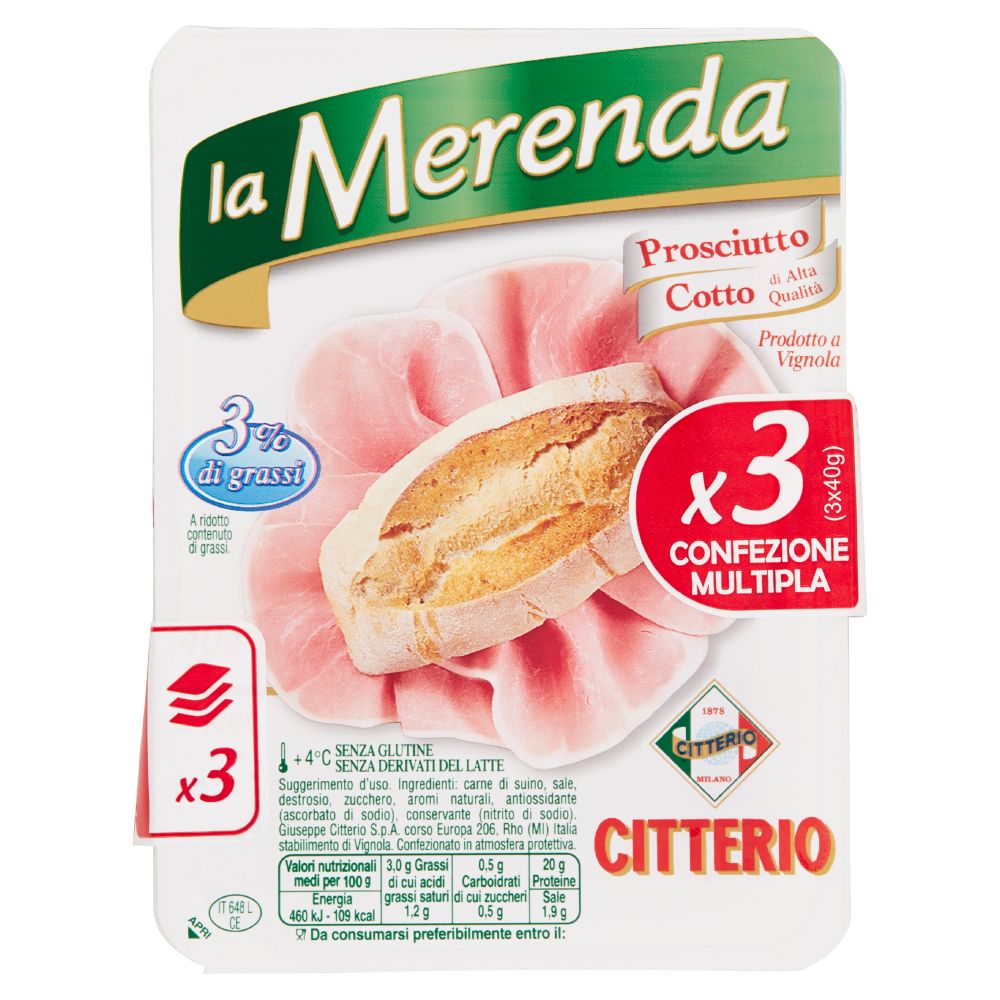 la Merenda
Prosciutto
Cotto di Alta
Qualità
Prodotto a
Vignola
3%
di grassi
A ridotto
contenuto
di grassi.
x3
(3x40g)
CONFEZIONE
MULTIPLA
x3
1878
CITTERIO
MILANO
CITTERIO
+4°C SENZA GLUTINE
SENZA DERIVATI DEL LATTE
Suggerimento d'uso. Ingredienti: carne di suino, sale,
destrosio, zucchero, aromi naturali, antiossidante
(ascorbato di sodio), conservante (nitrito di sodio).
Giuseppe Citterio S.p.A. corso Europa 206, Rho (MI) Italia
stabilimento di Vignola. Confezionato in atmosfera protettiva.
Valori nutrizionali
medi per 100 g
Energia
460 kJ - 109 kcal
3,0 g Grassi
di cui acidi
grassi saturi
1,2 g
0,5 g
Carboidrati
di cui zuccheri
0,5 g
20 g
Proteine
Sale
1,9 g
Da consumarsi preferibilmente entro il:
IT 648 L
CE
APRI